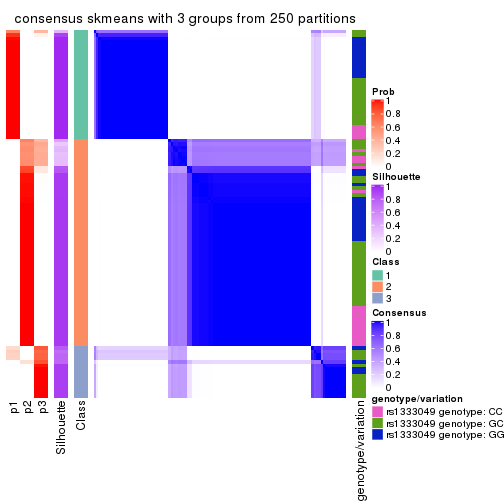 consensus skmeans with 3 groups from 250 partitions
Prob
1
0.8
0.6
0.4
0.2
0
Silhouette
1
0.8
0.6
0.4
0.2
0
Class
1
2
3
Consensus
1
0.8
0.6
0.4
0.2
0
genotype/variation
rs1333049 genotype: CC
rs1333049 genotype: GC
rs1333049 genotype: GG
p1
p2
p3
Silhouette
Class
genotype/variation